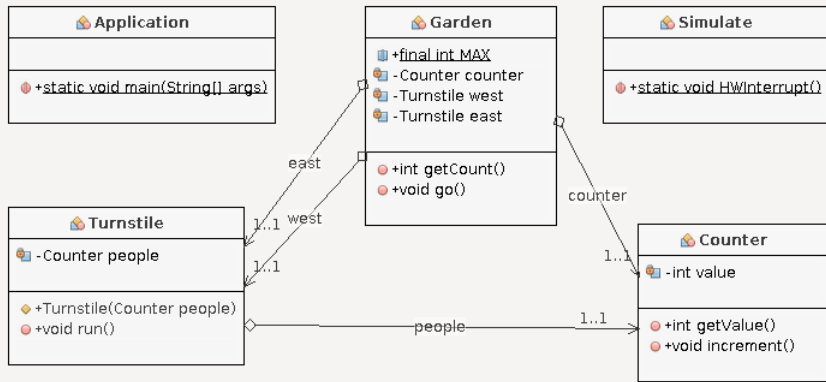 Application
+static void main(String[] args)
Garden
+final int MAX
-Counter counter
-Turnstile west
-Turnstile east
+int getCount()
+void go()
Simulate
+static void HWInterrupt()
east
1..1
west
1..1
counter
1..1
Turnstile
-Counter people
+Turnstile(Counter people)
+void run()
people
1..1
Counter
-int value
+int getValue()
+void increment()